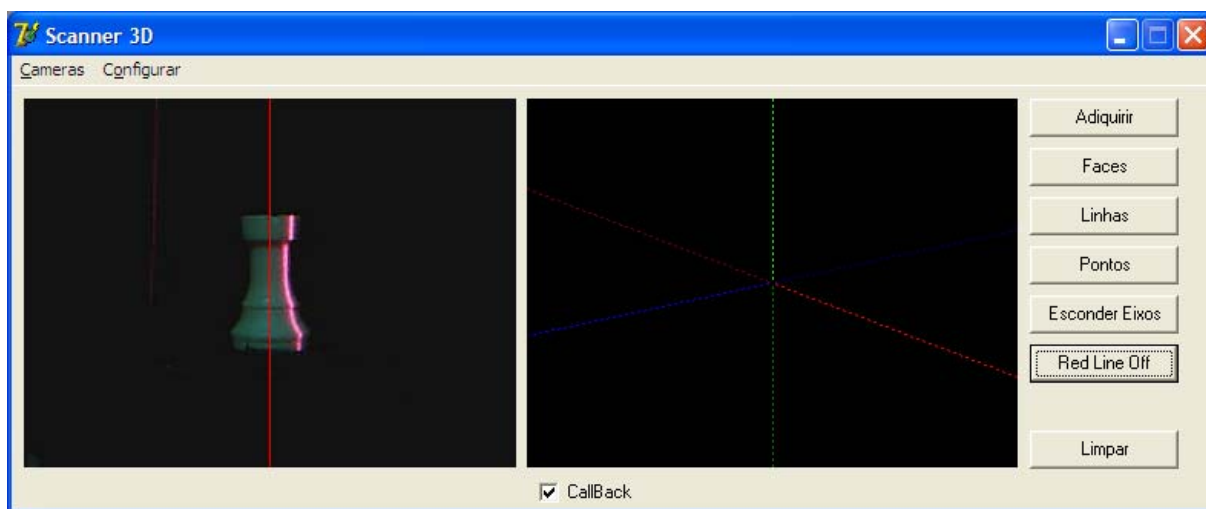 Scanner 3D
Cameras Configurar
Adiquirir
Faces
Linhas
Pontos
Esconder Eixos
Red Line Off
Limpar
CallBack